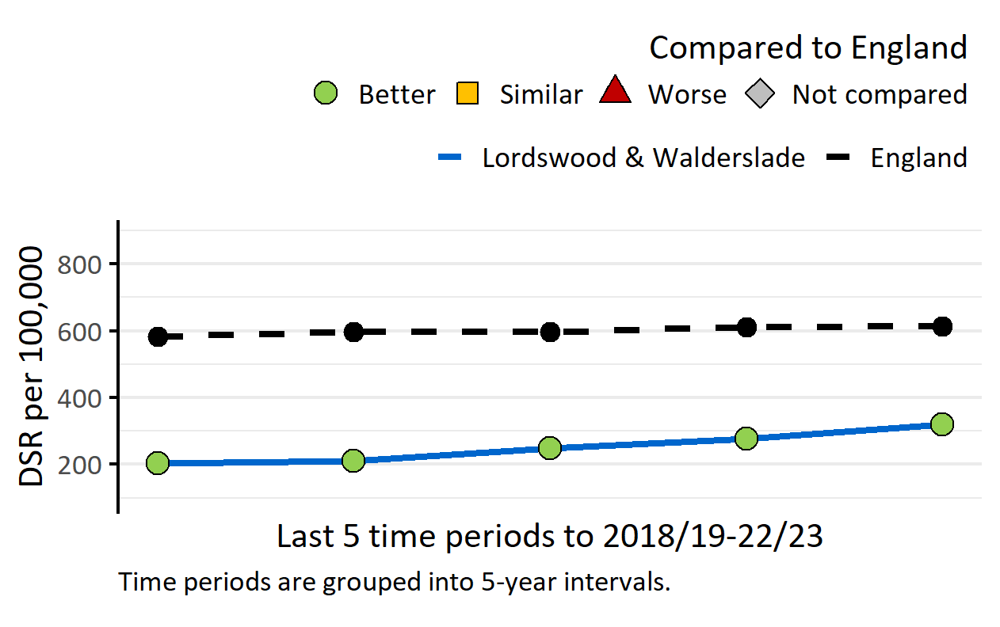 Compared to England
Better Similar Worse Not compared
Lordswood & Walderslade England
DSR per 100,000
800
600
400
200
Last 5 time periods to 2018/19-22/23
Time periods are grouped into 5-year intervals.